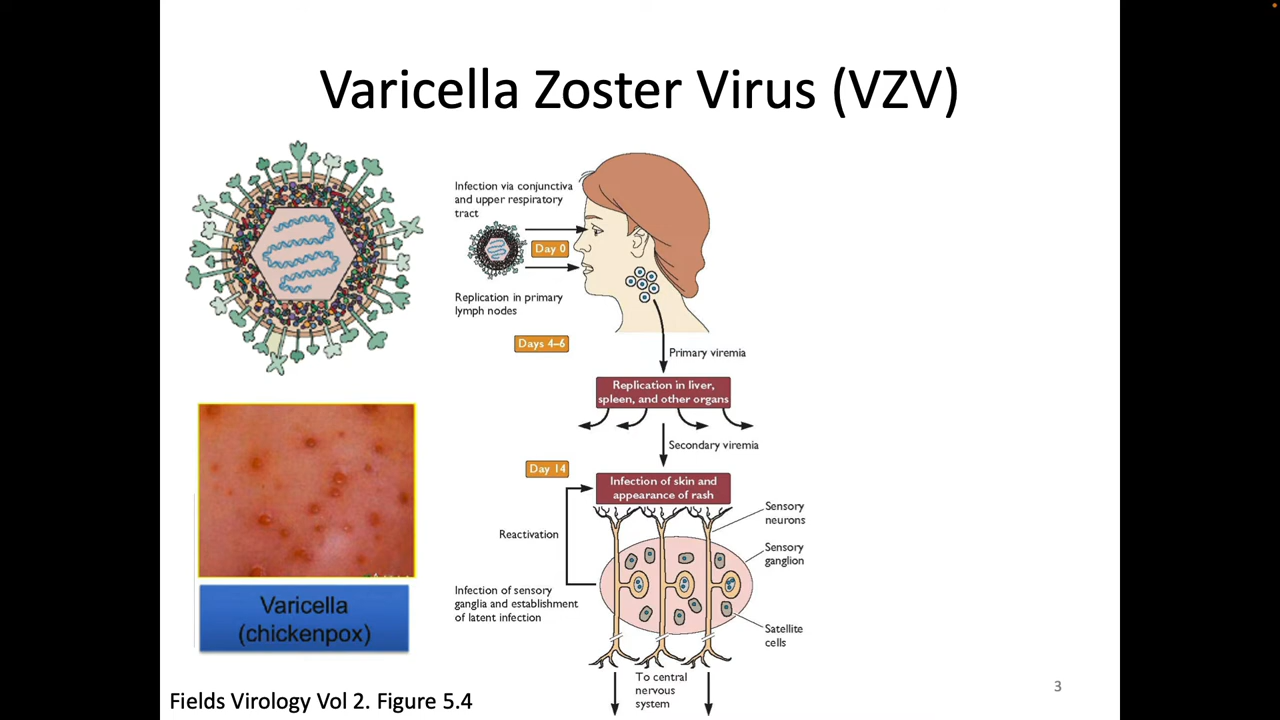 Varicella Zoster Virus (VZV)
Infection via conjunctiva
and upper respiratory
tract
Day 0
Replication in primary
lymph nodes
Days 4–6
Primary viremia
Replication in liver,
spleen, and other organs
Secondary viremia
Day 14
Infection of skin and
appearance of rash
Sensory
neurons
Reactivation
Sensory
ganglion
Infection of sensory
ganglia and establishment
of latent infection
Satellite
cells
To central
nervous
system
Varicella
(chickenpox)
Fields Virology Vol 2. Figure 5.4
3